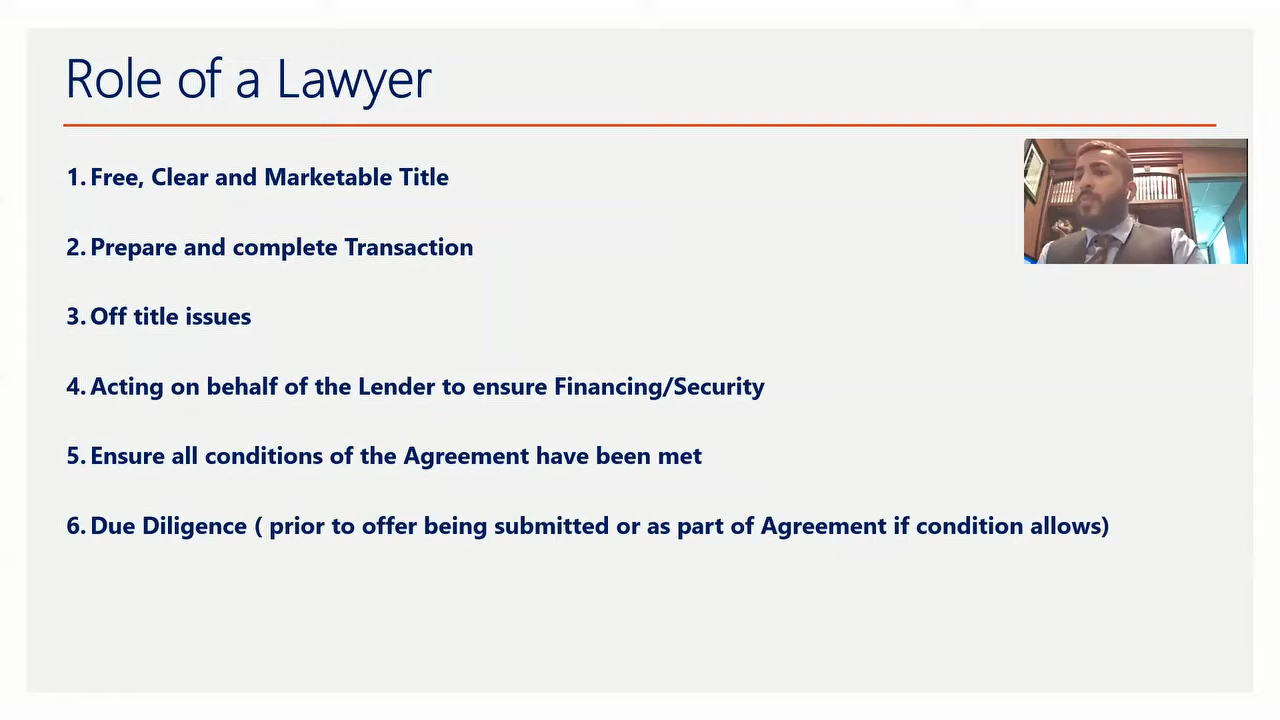 Role of a Lawyer
1. Free, Clear and Marketable Title
2. Prepare and complete Transaction
3. Off title issues
4. Acting on behalf of the Lender to ensure Financing/Security
5. Ensure all conditions of the Agreement have been met
6. Due Diligence ( prior to offer being submitted or as part of Agreement if condition allows)